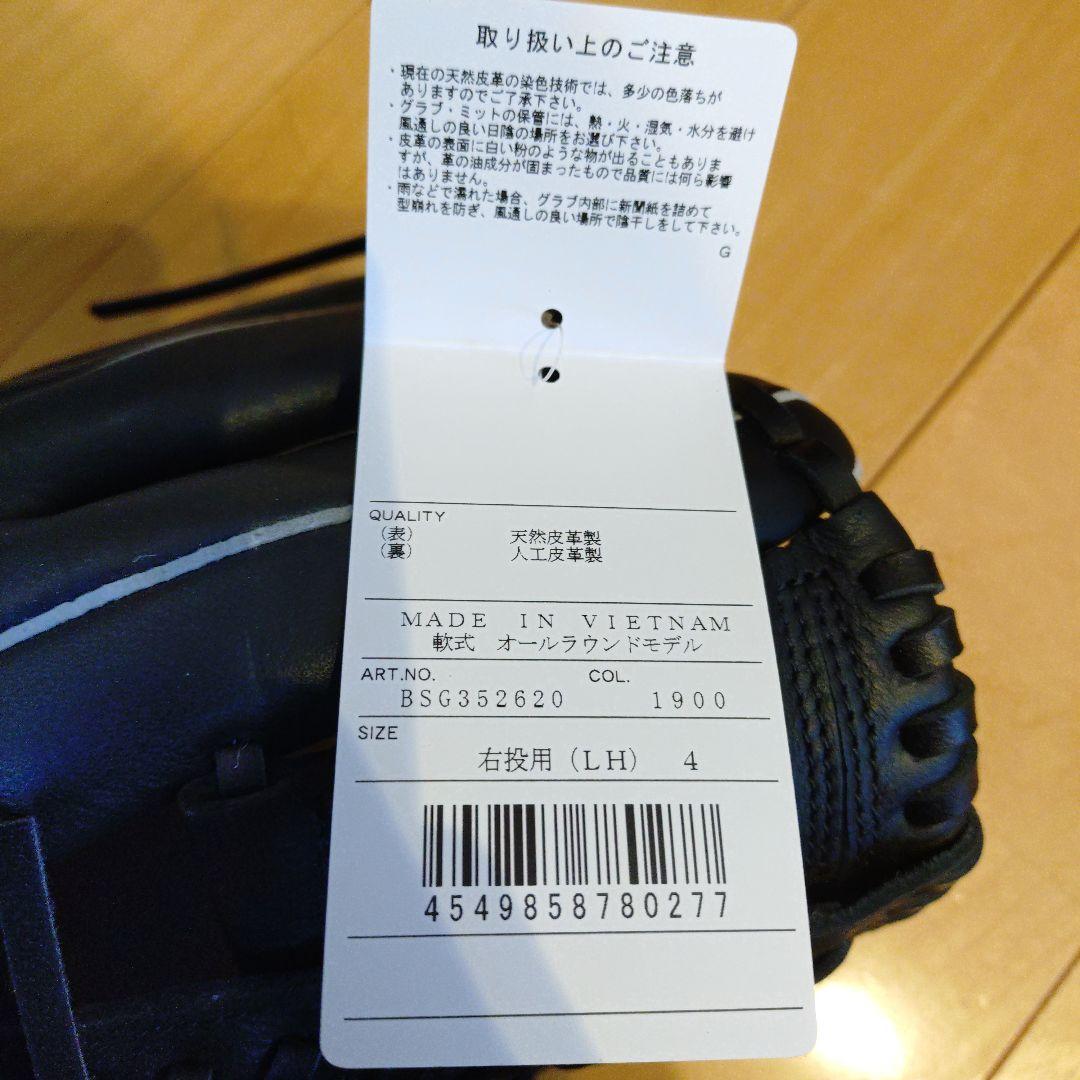 取り扱い上のご注意
・現在の天然皮革の染色技術では、多少の色落ちが
ありますのでご了承下さい。
・グラブ・ミットの保管には、熱・火・湿気・水分を避け
風通しの良い日陰の場所をお選び下さい。
・皮革の表面に白い粉のような物が出ることもありま
すが、革の油成分が固まったもので品質には何ら影響
はありません。
・雨などで濡れた場合、グラブ内部に新聞紙を詰めて
型崩れを防ぎ、風通しの良い場所で陰干しをして下さい。
G
QUALITY
（表） 天然皮革製
（裏） 人工皮革製
MADE IN VIETNAM
軟式 オールラウンドモデル
ART.NO. COL.
BSG352620 1900
SIZE
右投用（LH） 4
4549858780277